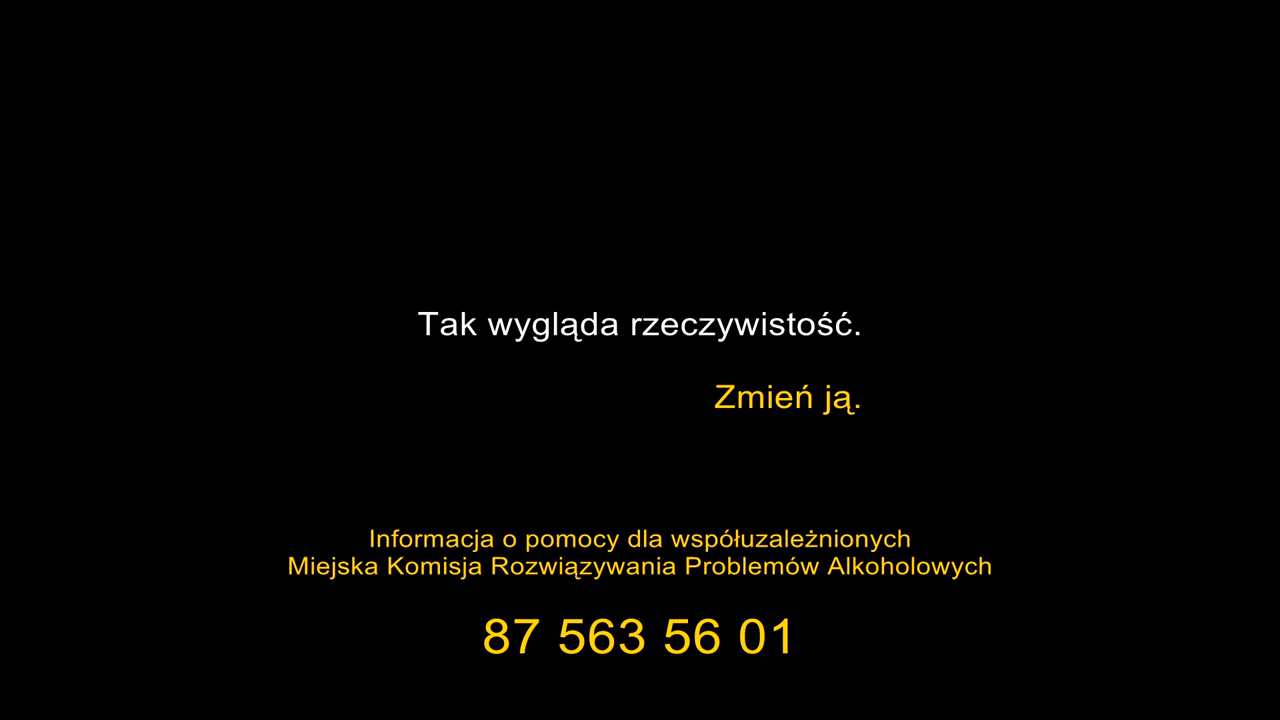 Tak wygląda rzeczywistość.
Zmień ją.
Informacja o pomocy dla współuzależnionych
Miejska Komisja Rozwiązywania Problemów Alkoholowych
87 563 56 01